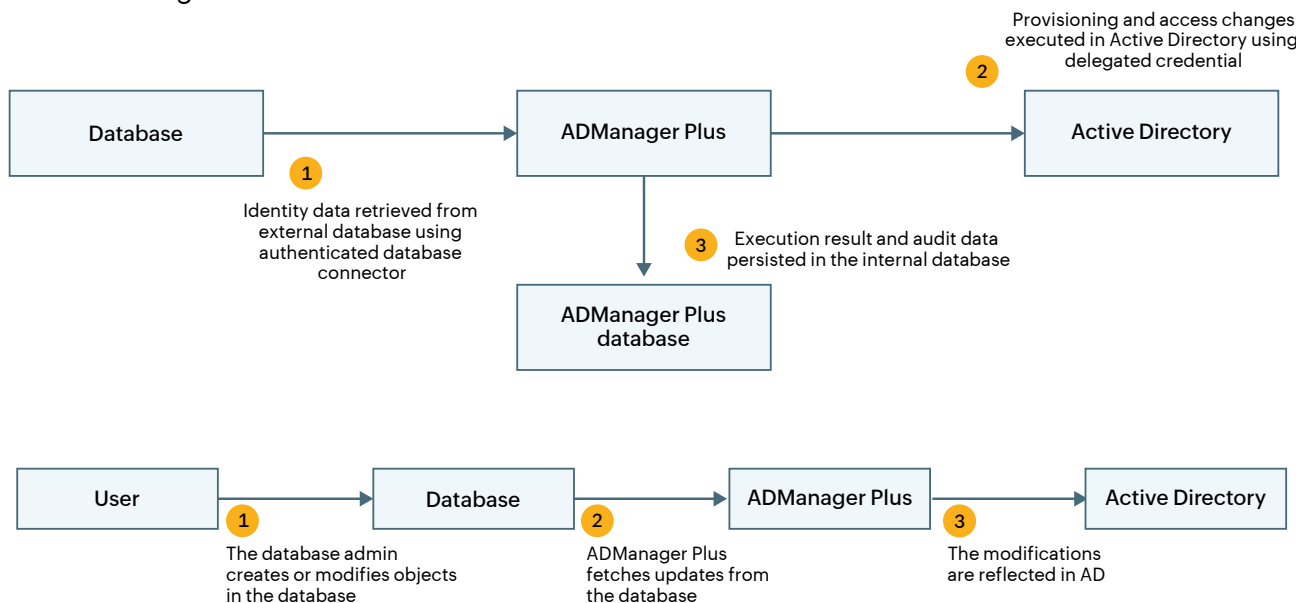 Provisioning and access changes
executed in Active Directory using
delegated credential
2
Database
ADManager Plus
Active Directory
1
Identity data retrieved from
external database using
authenticated database
connector
3
Execution result and audit data
persisted in the internal database
ADManager Plus
database
User
Database
ADManager Plus
Active Directory
1
The database admin
creates or modifies objects
in the database
2
ADManager Plus
fetches updates from
the database
3
The modifications
are reflected in AD